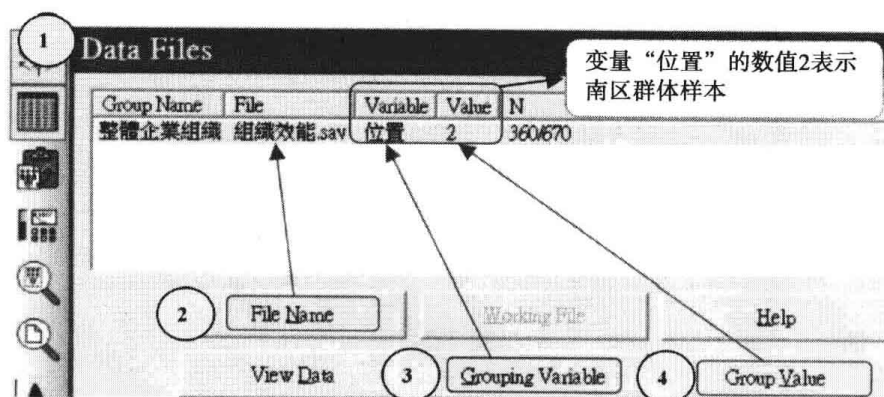 1
Data Files
变量“位置”的数值2表示
南区群体样本
Group Name File Variable Value N
整體企業組織 組織效能.sav 位置 2 360/670
2 File Name Working File Help
View Data 3 Grouping Variable 4 Group Value